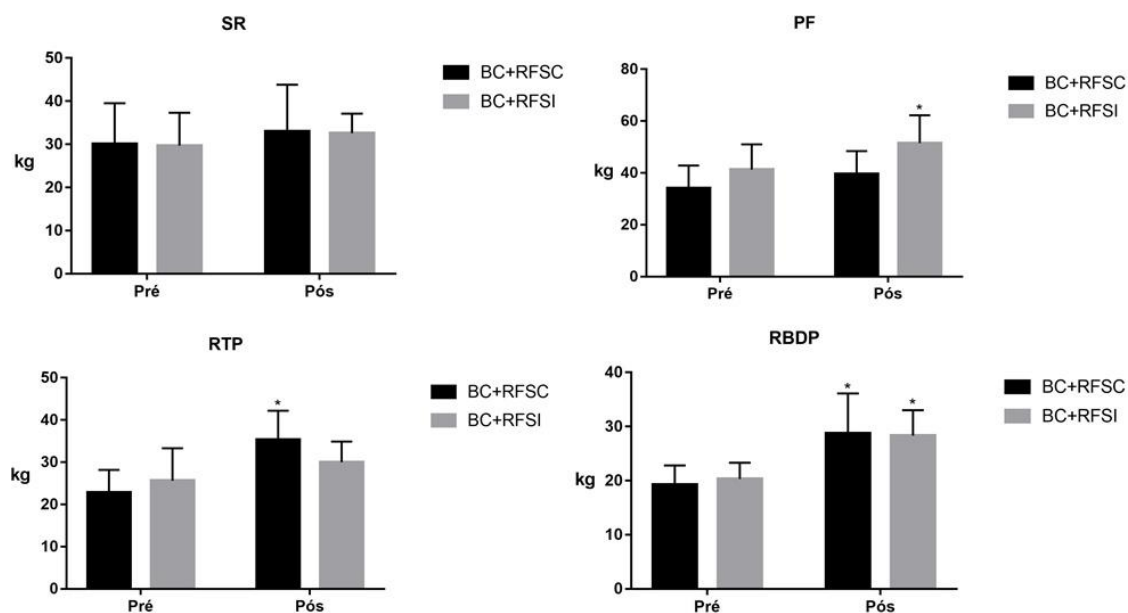 SR
50
40
30
20
10
0
kg
Pré
Pós
BC+RFSC
BC+RFSI
PF
80
60
40
20
0
kg
*
Pré
Pós
BC+RFSC
BC+RFSI
RTP
50
40
30
20
10
0
kg
*
Pré
Pós
BC+RFSC
BC+RFSI
RBDP
40
30
20
10
0
kg
*
*
Pré
Pós
BC+RFSC
BC+RFSI